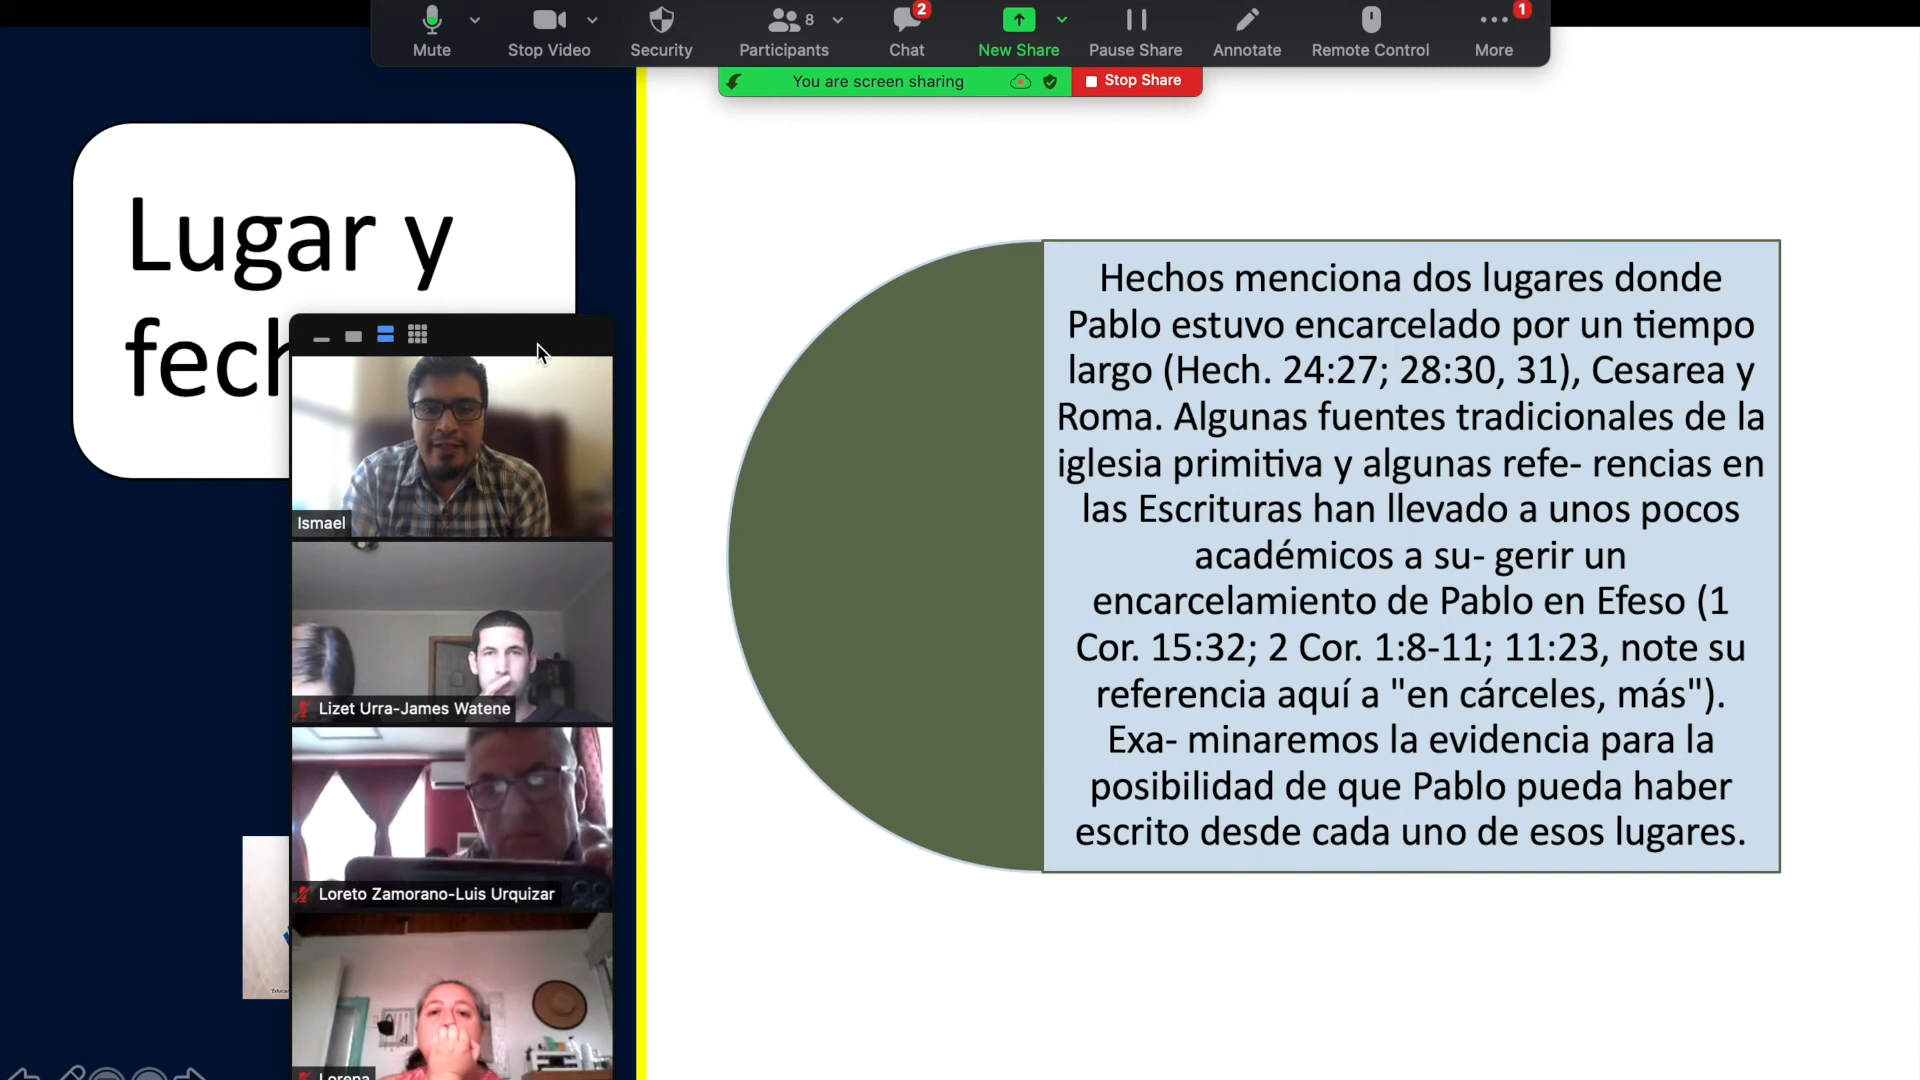 Mute
Stop Video
Security
8
Participants
2
Chat
New Share
Pause Share
Annotate
Remote Control
1
More
You are screen sharing
Stop Share
Lugar y
fech
Ismael
Lizet Urra-James Watene
Loreto Zamorano-Luis Urquizar
Lorena
Hechos menciona dos lugares donde
Pablo estuvo encarcelado por un tiempo
largo (Hech. 24:27; 28:30, 31), Cesarea y
Roma. Algunas fuentes tradicionales de la
iglesia primitiva y algunas refe- rencias en
las Escrituras han llevado a unos pocos
académicos a su- gerir un
encarcelamiento de Pablo en Efeso (1
Cor. 15:32; 2 Cor. 1:8-11; 11:23, note su
referencia aquí a "en cárceles, más").
Exa- minaremos la evidencia para la
posibilidad de que Pablo pueda haber
escrito desde cada uno de esos lugares.